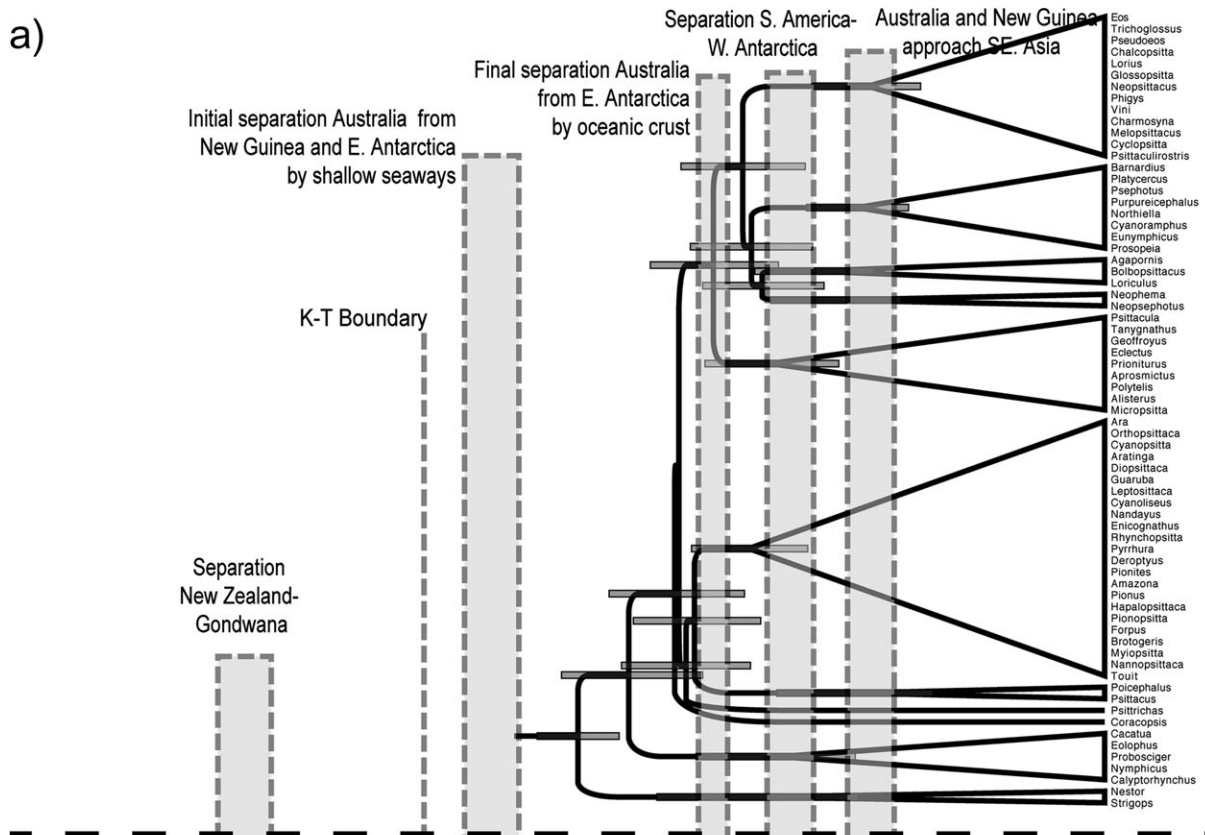 a)
Separation S. America-
W. Antarctica
Australia and New Guinea
approach SE. Asia
Final separation Australia
from E. Antarctica
by oceanic crust
Initial separation Australia from
New Guinea and E. Antarctica
by shallow seaways
K-T Boundary
Separation
New Zealand-
Gondwana
Eos
Trichoglossus
Pseudoeos
Chalcopsitta
Lorius
Glossopsitta
Neopsittacus
Phigys
Vini
Charmosyna
Melopsittacus
Cyclopsitta
Psittaculirostris
Barnardius
Platycercus
Psephotus
Purpureicephalus
Northiella
Cyanoramphus
Eunymphicus
Prosopeia
Agapornis
Bolbopsittacus
Loriculus
Neophema
Neopsephotus
Psittacula
Tanygnathus
Geoffroyus
Eclectus
Prioniturus
Aprosmictus
Polytelis
Alisterus
Micropsitta
Ara
Orthopsittaca
Cyanopsitta
Aratinga
Diopsittaca
Guaruba
Leptosittaca
Cyanoliseus
Nandayus
Enicognathus
Rhynchopsitta
Pyrrhura
Deroptyus
Pionites
Amazona
Pionus
Hapalopsittaca
Pionopsitta
Forpus
Brotogeris
Myiopsitta
Nannopsittaca
Touit
Poicephalus
Psittacus
Psittrichas
Coracopsis
Cacatua
Eolophus
Probosciger
Nymphicus
Calyptorhynchus
Nestor
Strigops